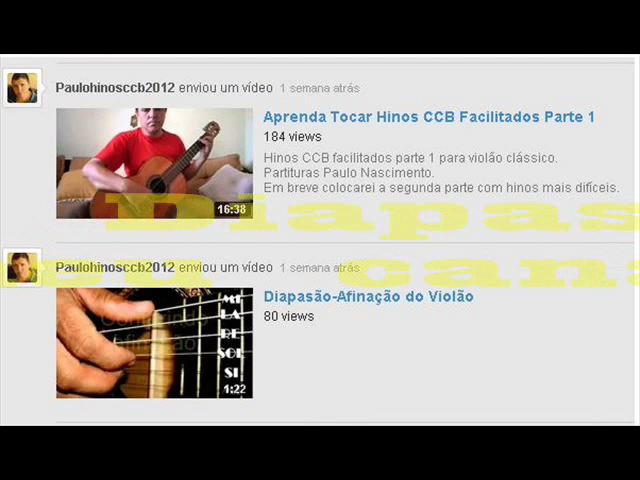 Paulohinosccb2012 enviou um vídeo 1 semana atrás
Aprenda Tocar Hinos CCB Facilitados Parte 1
184 views
Hinos CCB facilitados parte 1 para violão clássico.
Partituras Paulo Nascimento.
Em breve colocarei a segunda parte com hinos mais difíceis.
16:38
Diapas
Paulohinosccb2012 enviou um vídeo 1 semana atrás
cana
Diapasão-Afinação do Violão
80 views
MI
LA
RE
SOL
SI
1:22